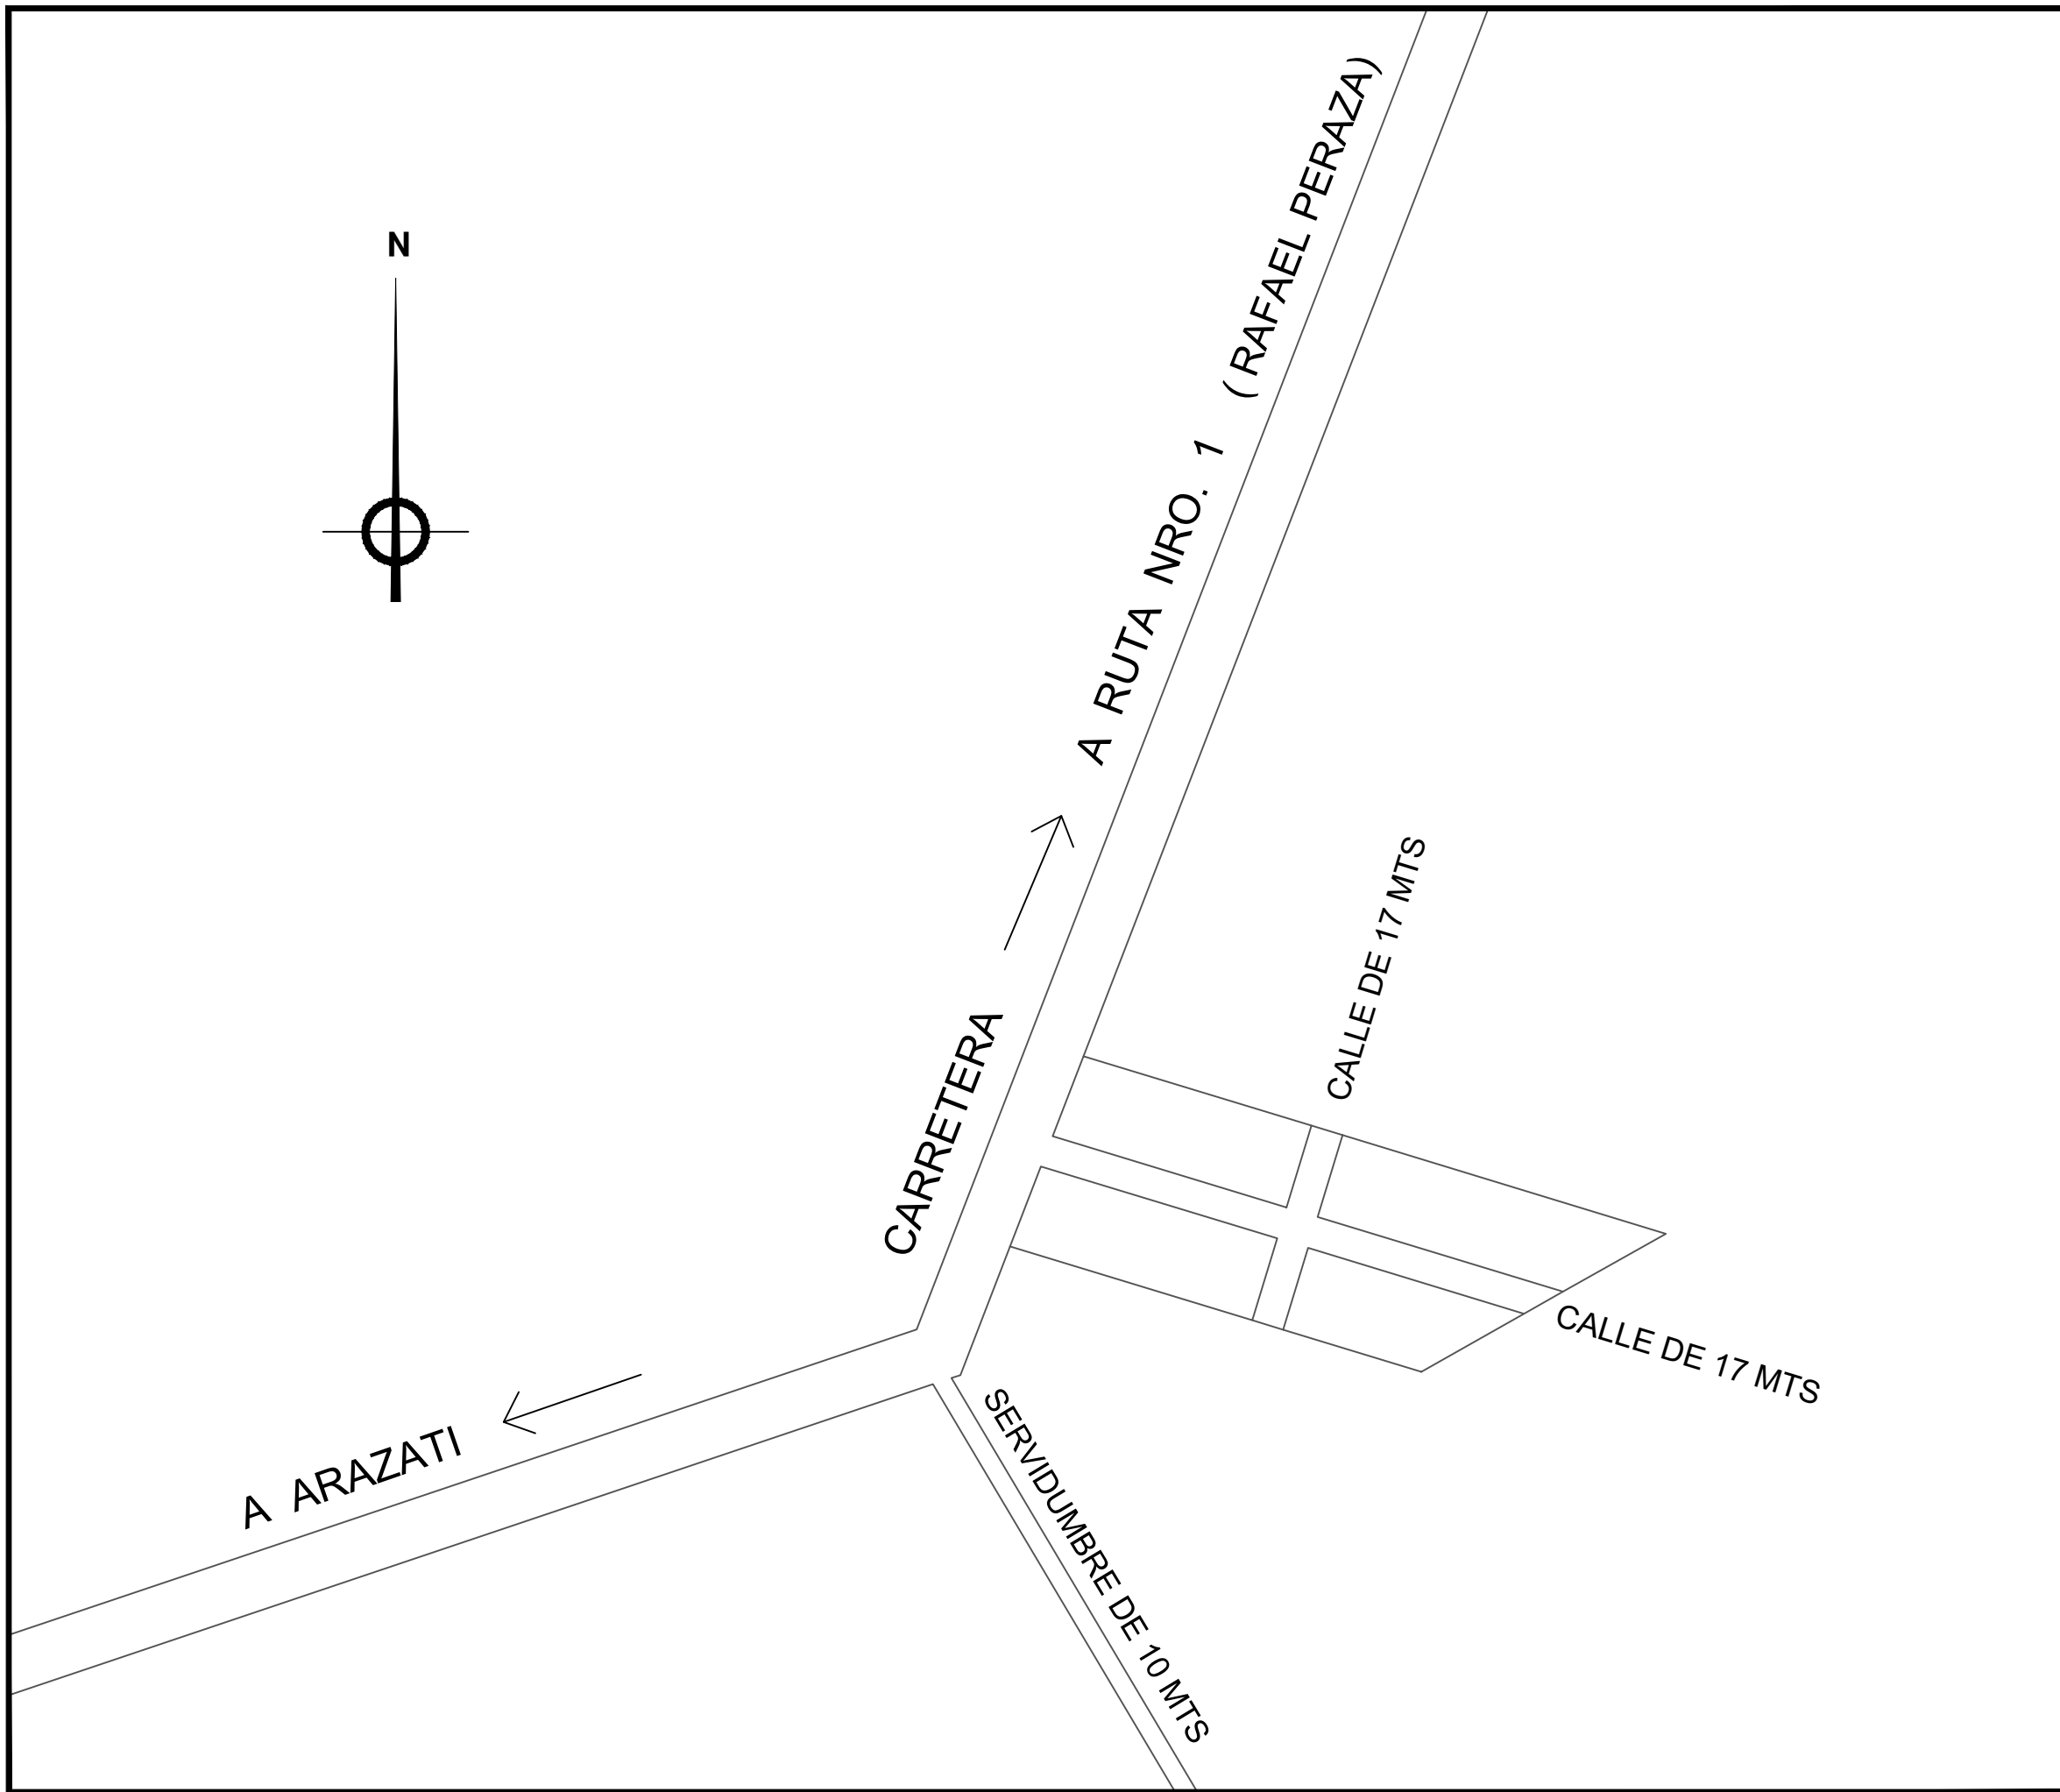 N
CARRETERA
A RUTA NRO. 1 (RAFAEL PERAZA)
CALLE DE 17 MTS
CALLE DE 17 MTS
A ARAZATI
SERVIDUMBRE DE 10 MTS